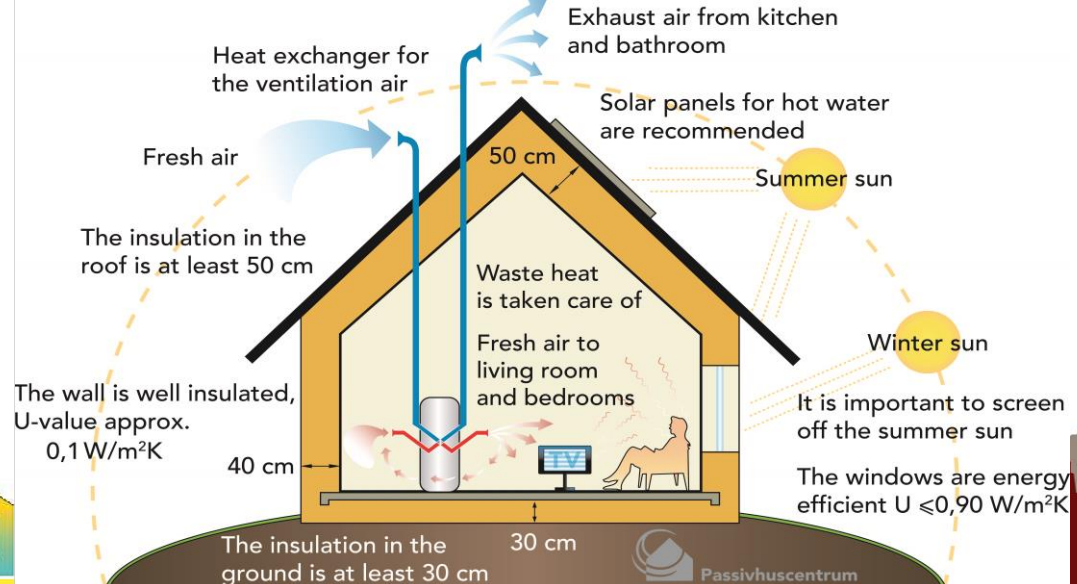 Exhaust air from kitchen
and bathroom
Heat exchanger for
the ventilation air
Solar panels for hot water
are recommended
Fresh air
50 cm
Summer sun
The insulation in the
roof is at least 50 cm
Waste heat
is taken care of
Fresh air to
living room
and bedrooms
Winter sun
The wall is well insulated,
U-value approx.
0,1 W/m²K
It is important to screen
off the summer sun
40 cm
TV
The windows are energy
efficient U ⩽0,90 W/m²K
The insulation in the
ground is at least 30 cm
30 cm
Passivhuscentrum